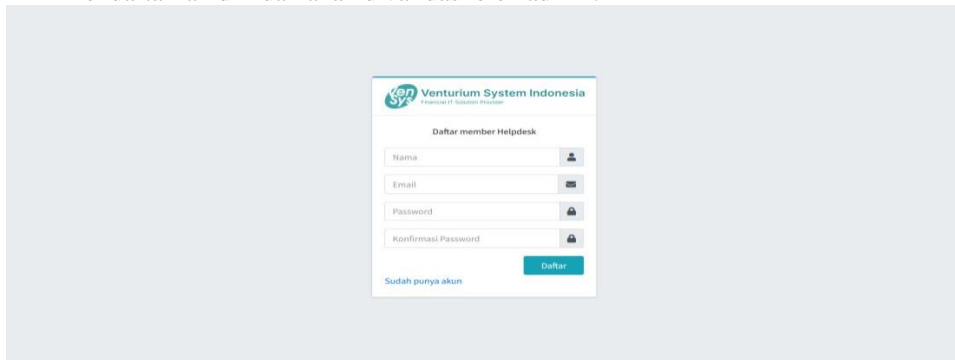 Ven
Sys
Venturium System Indonesia
Financial IT Solution Provider
Daftar member Helpdesk
Nama
Email
Password
Konfirmasi Password
Daftar
Sudah punya akun